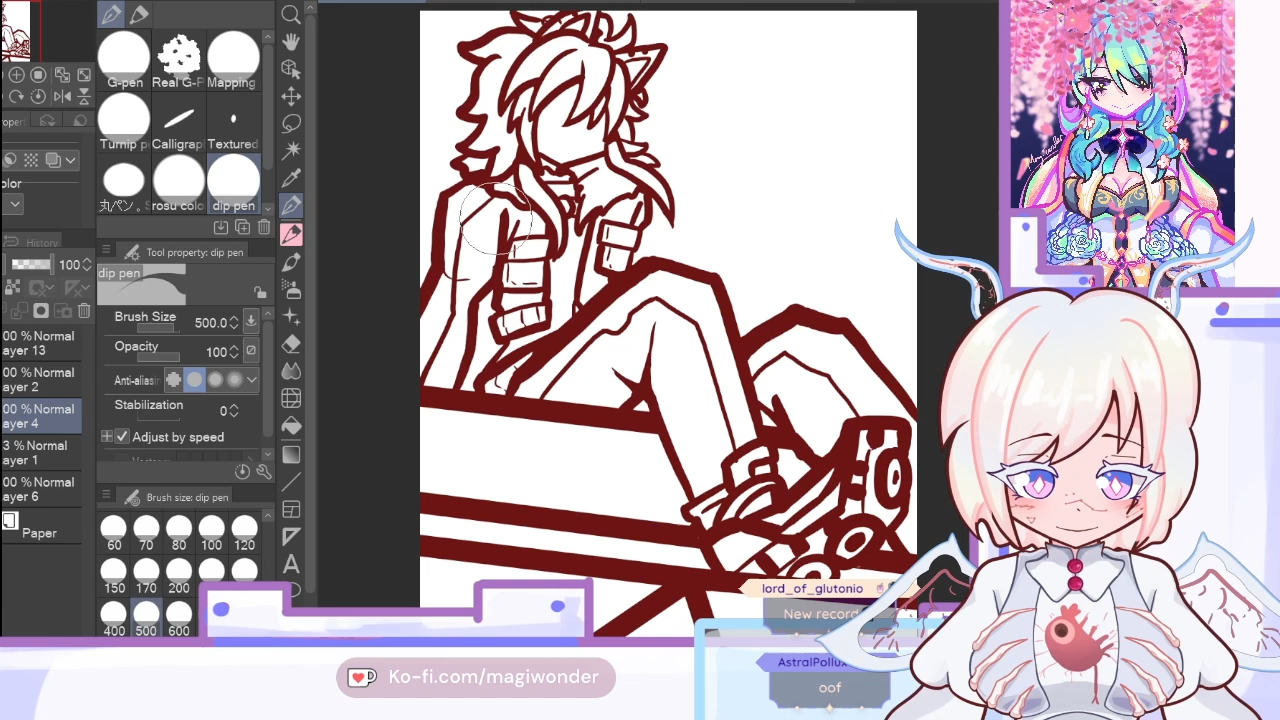 G-pen
Real G-P
Mapping
Turnip p
Calligrap
Textured
丸ペン。S
rosu colo
dip pen
oper
olor
History
100
Tool property: dip pen
dip pen
Brush Size
500.0
Opacity
100
Anti-aliasi
Stabilization
0
Adjust by speed
00 %Normal
ayer 13
00 %Normal
ayer 2
00 %Normal
ayer 4
3 %Normal
ayer 1
00 %Normal
ayer 6
Paper
Brush size: dip pen
60 70 80 100 120
150 170 200
400 500 600
Ko-fi.com/magiwonder
lord_of_glutonio
New record
AstralPollux
oof